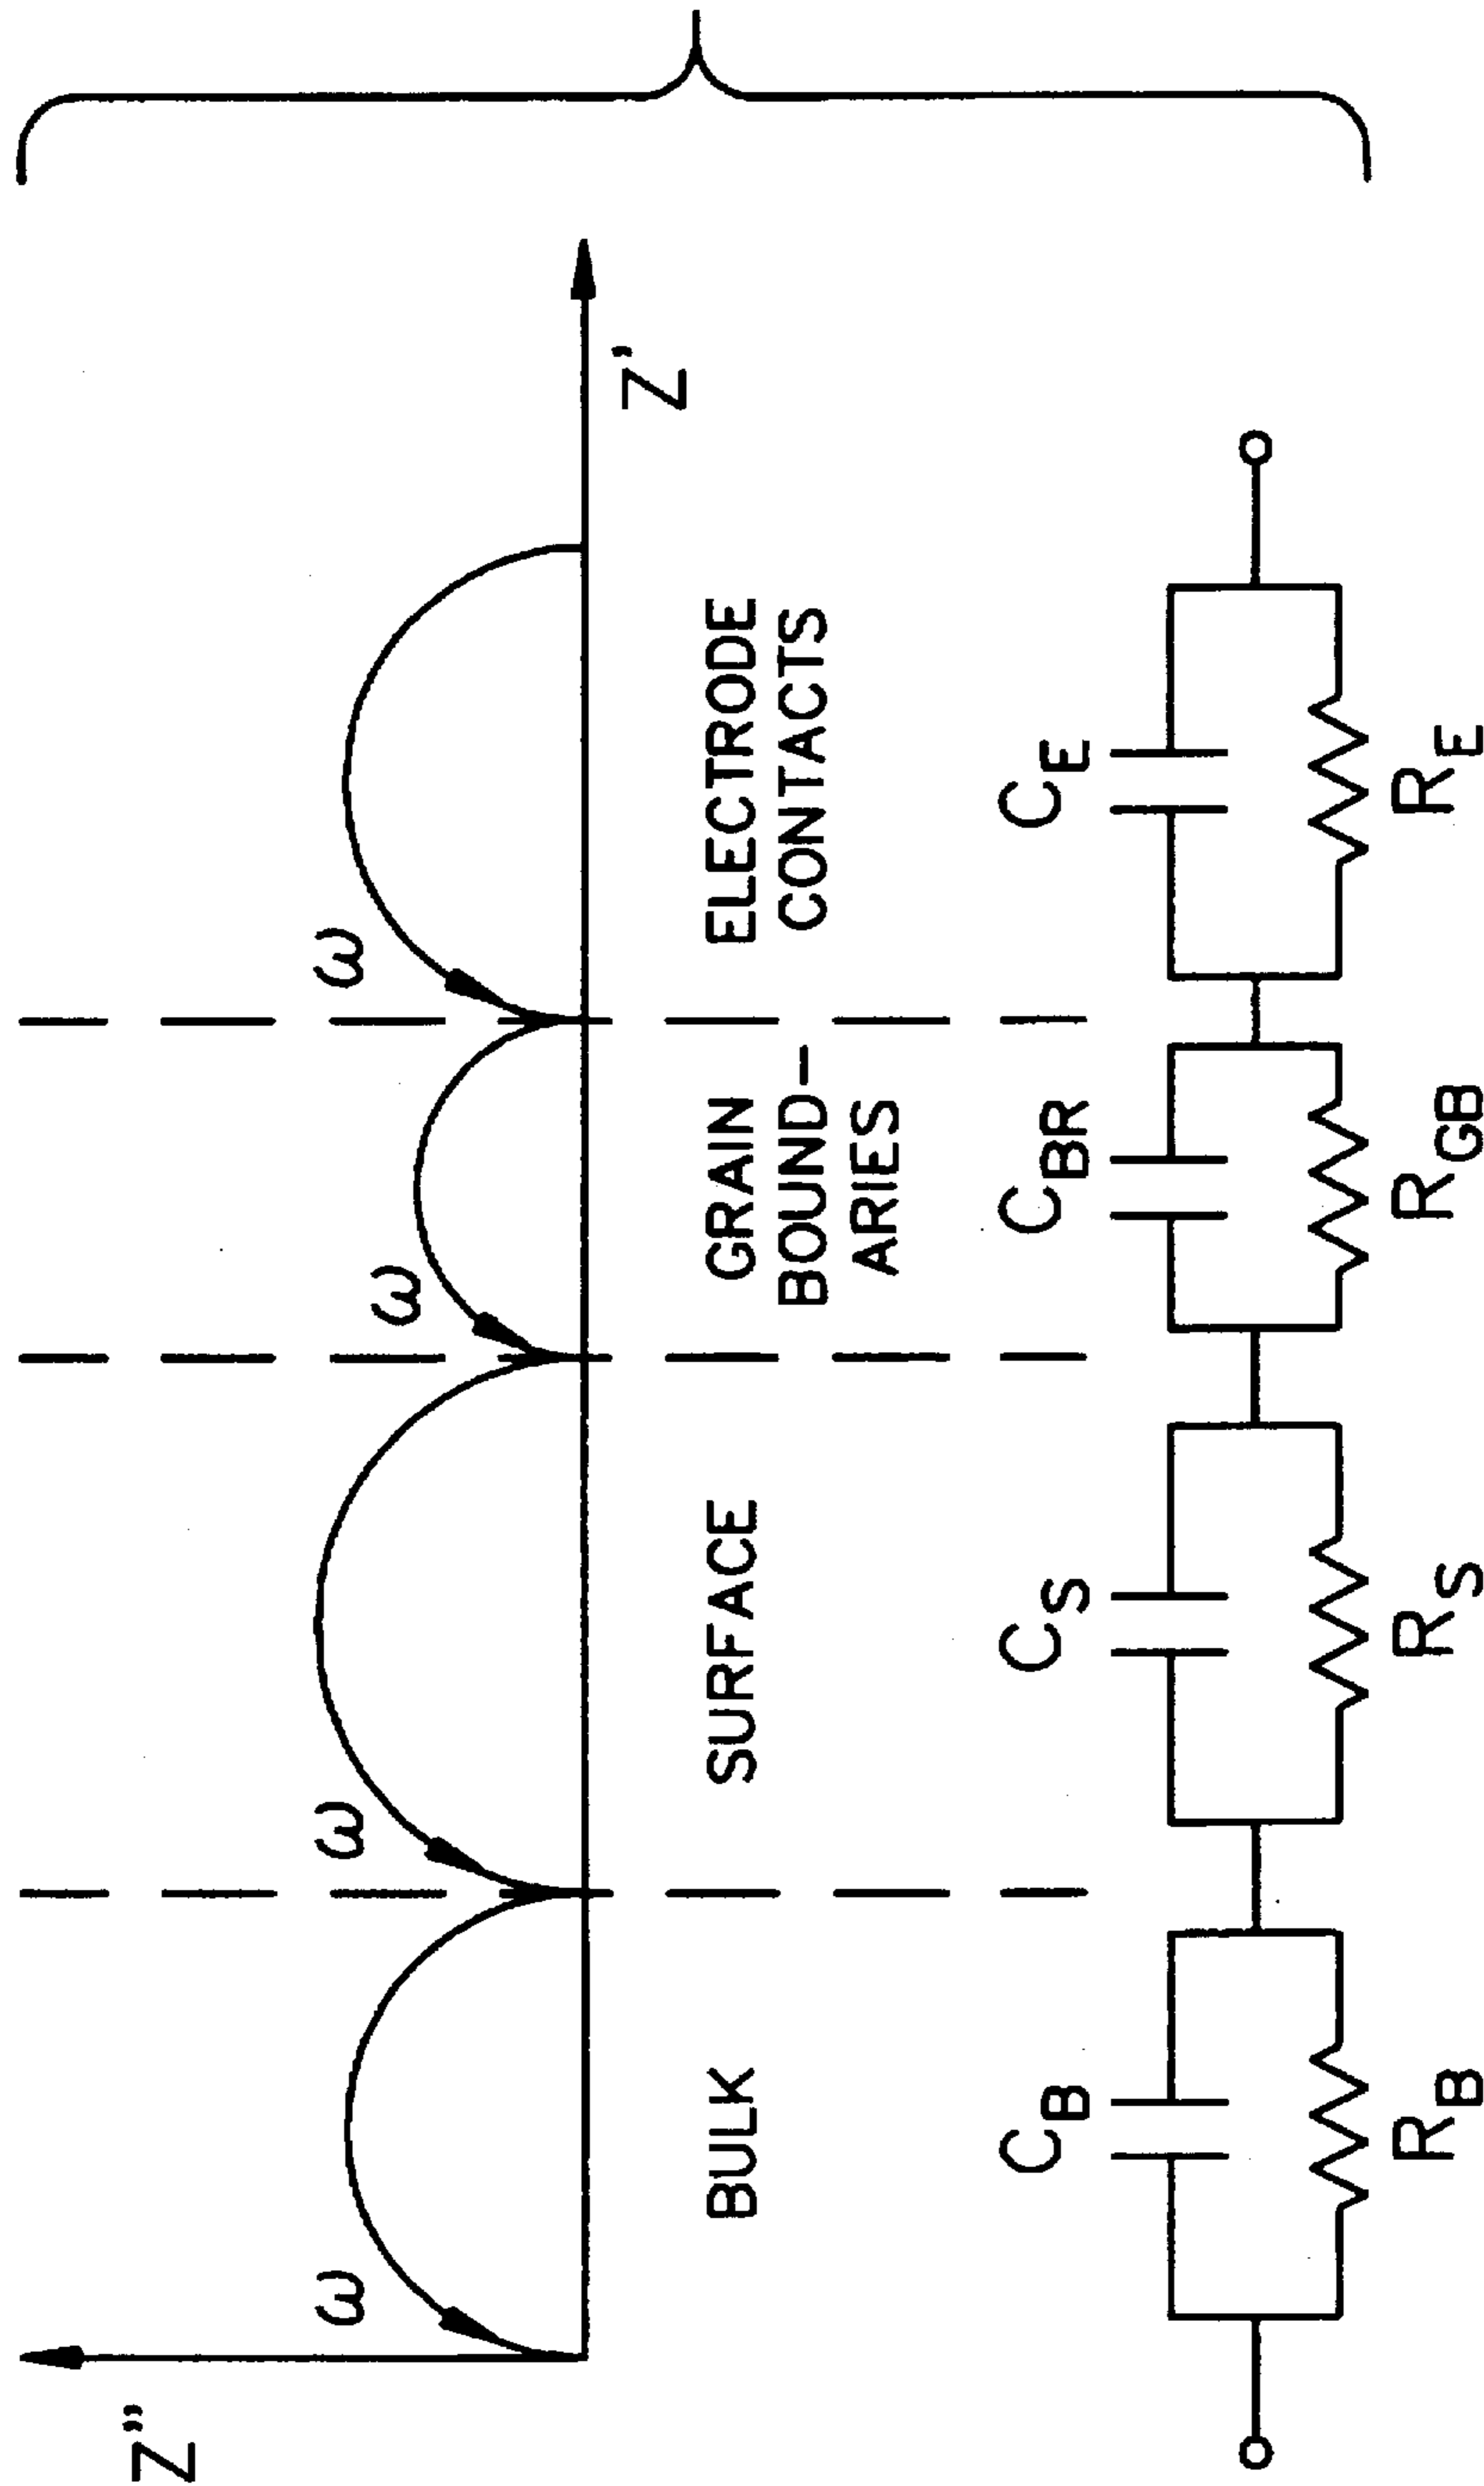 Z"
ω
ω
ω
ω
Z'
BULK
SURFACE
GRAIN
BOUND-
ARIES
ELECTRODE
CONTACTS
C_B
C_S
C_BR
C_E
R_B
R_S
R_GB
R_E